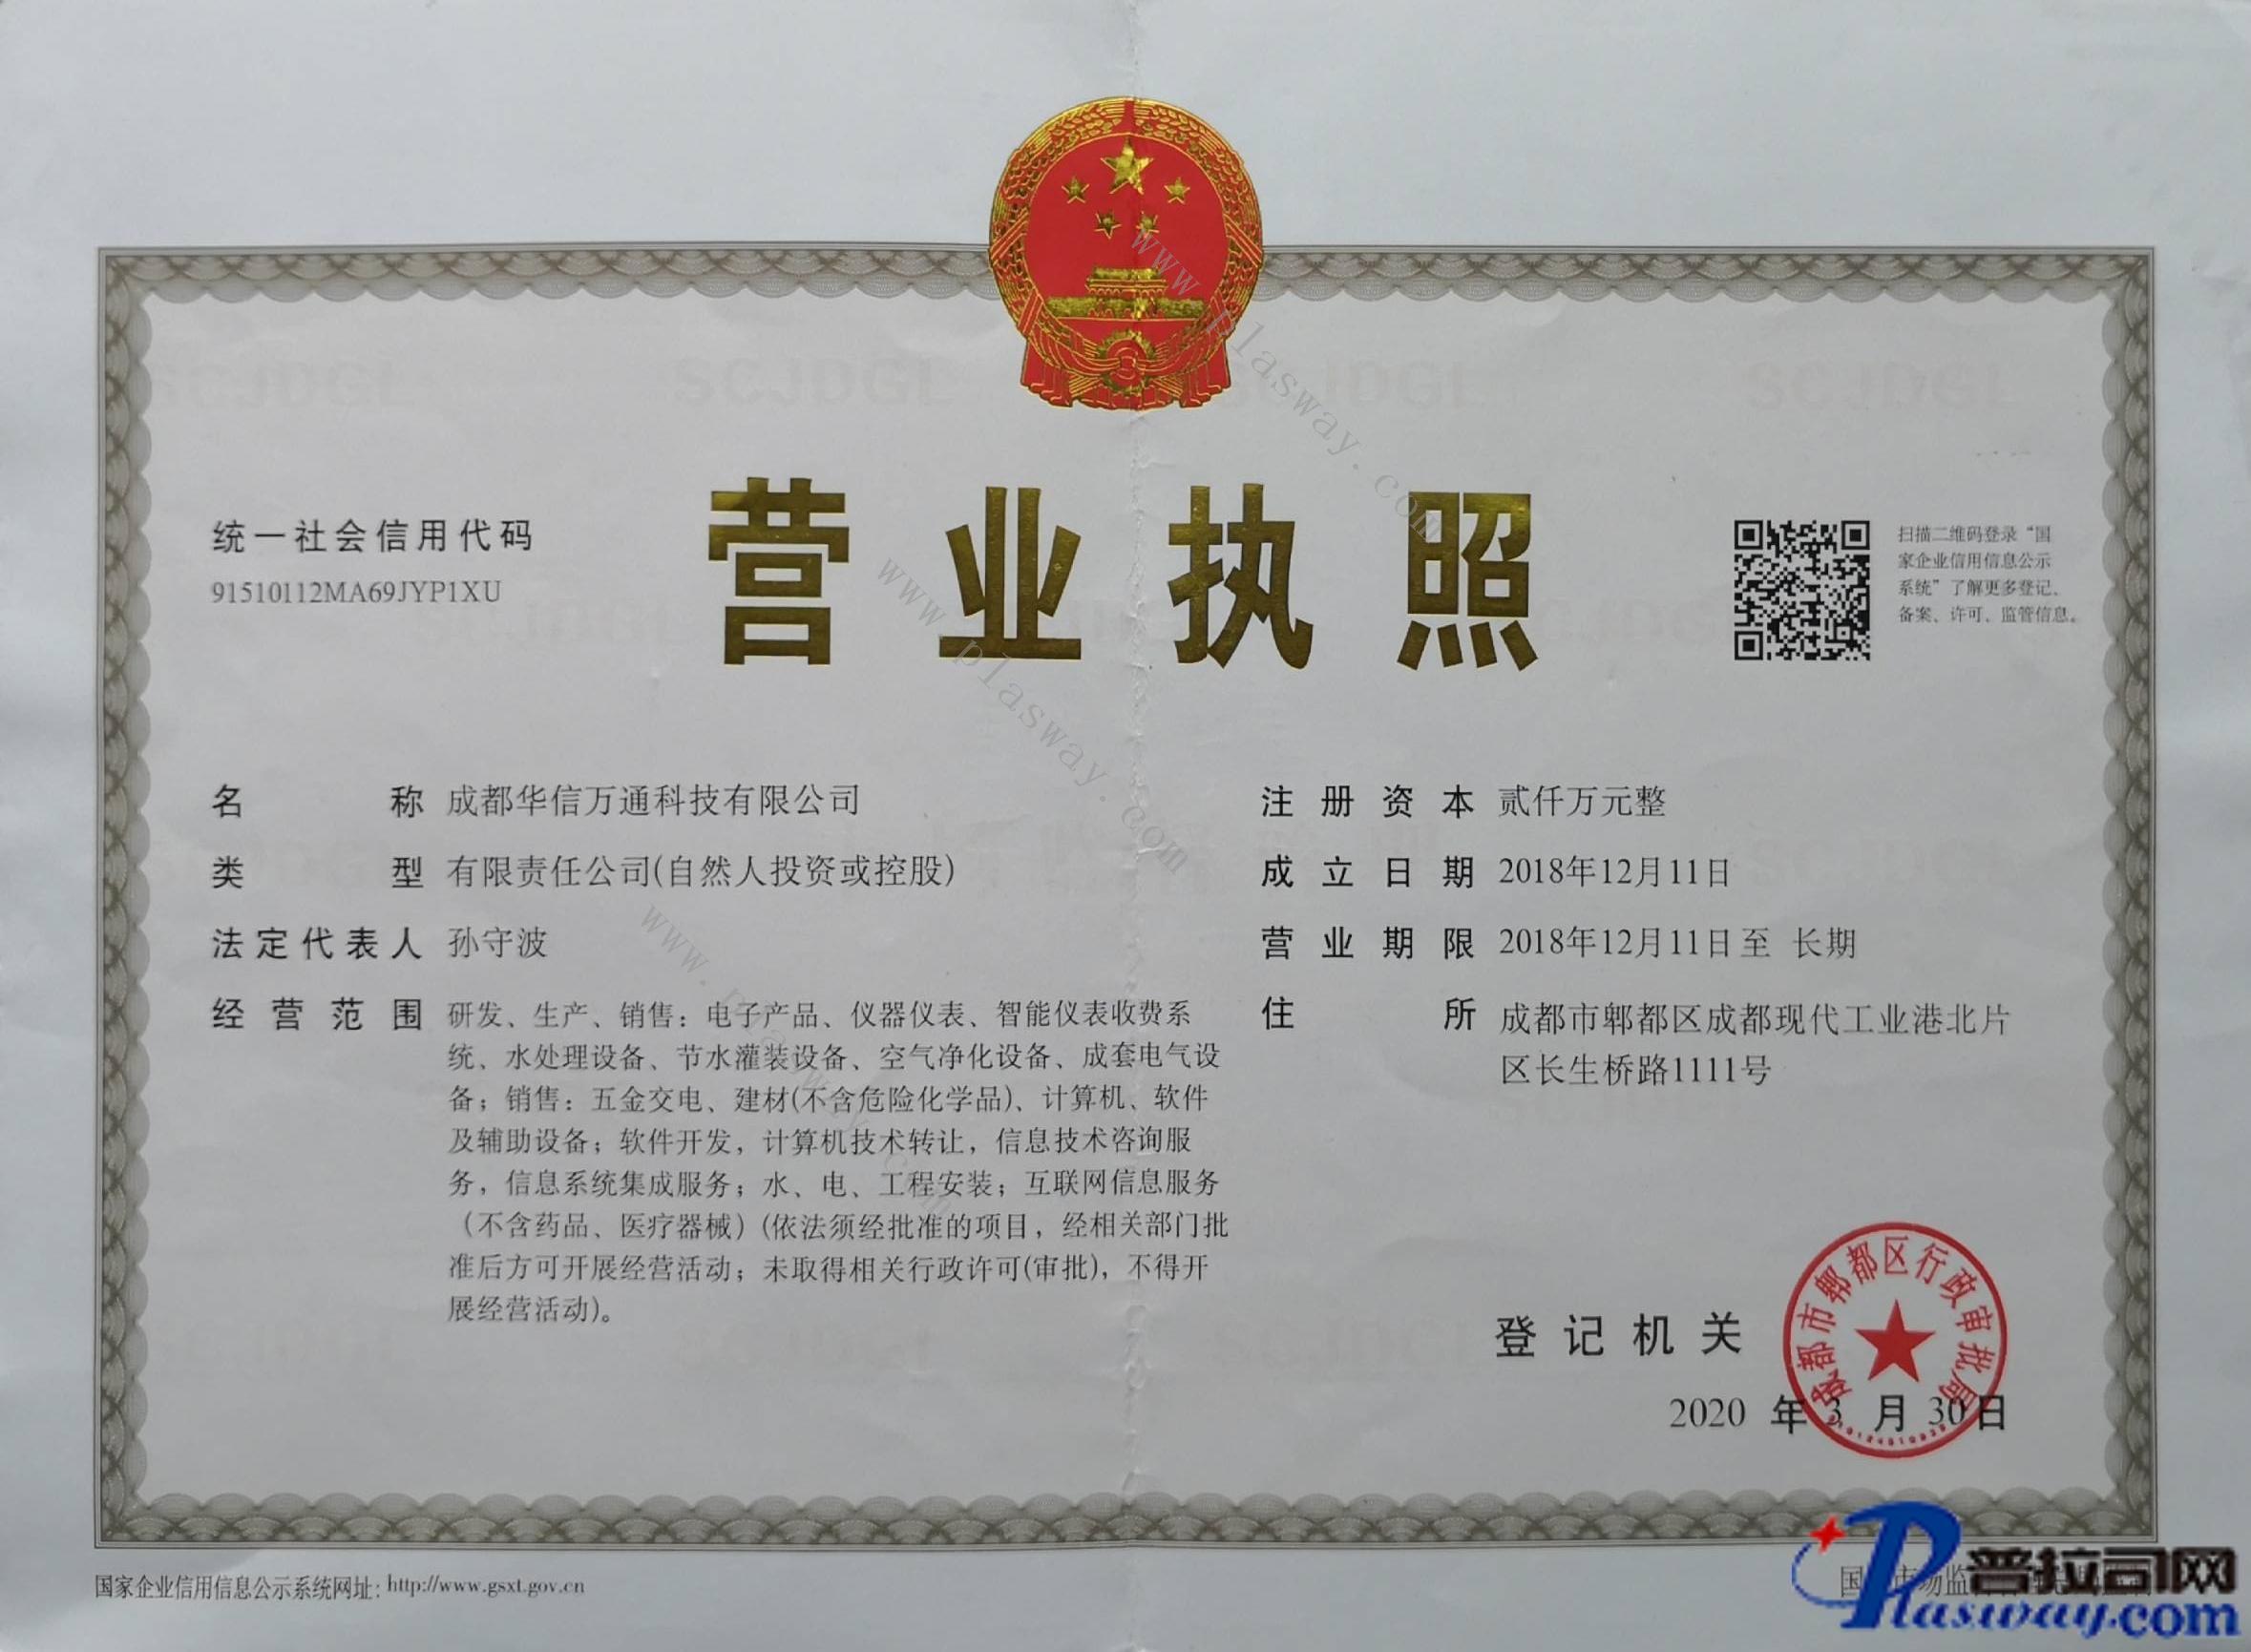 营业执照
统一社会信用代码
91510112MA69JYP1XU
扫描二维码登录“国
家企业信用信息公示
系统”了解更多登记、
备案、许可、监管信息。
名称 成都华信万通科技有限公司
类型 有限责任公司(自然人投资或控股)
法定代表人 孙守波
经营范围 研发、生产、销售：电子产品、仪器仪表、智能仪表收费系
统、水处理设备、节水灌装设备、空气净化设备、成套电气设
备；销售：五金交电、建材(不含危险化学品)、计算机、软件
及辅助设备；软件开发，计算机技术转让，信息技术咨询服
务，信息系统集成服务；水、电、工程安装；互联网信息服务
（不含药品、医疗器械）(依法须经批准的项目，经相关部门批
准后方可开展经营活动；未取得相关行政许可(审批)，不得开
展经营活动)。
注册资本 贰仟万元整
成立日期 2018年12月11日
营业期限 2018年12月11日至 长期
住所 成都市郫都区成都现代工业港北片
区长生桥路1111号
登记机关
成都市郫都区行政审批局
2020 年 3 月 30 日
国家企业信用信息公示系统网址：http://www.gsxt.gov.cn
普拉司网
Plasway.com
www.plasway.com
www.plasway.com
www.plasway.com
SCJDGL
SCJDGL
SCJDGL
SCJDGL